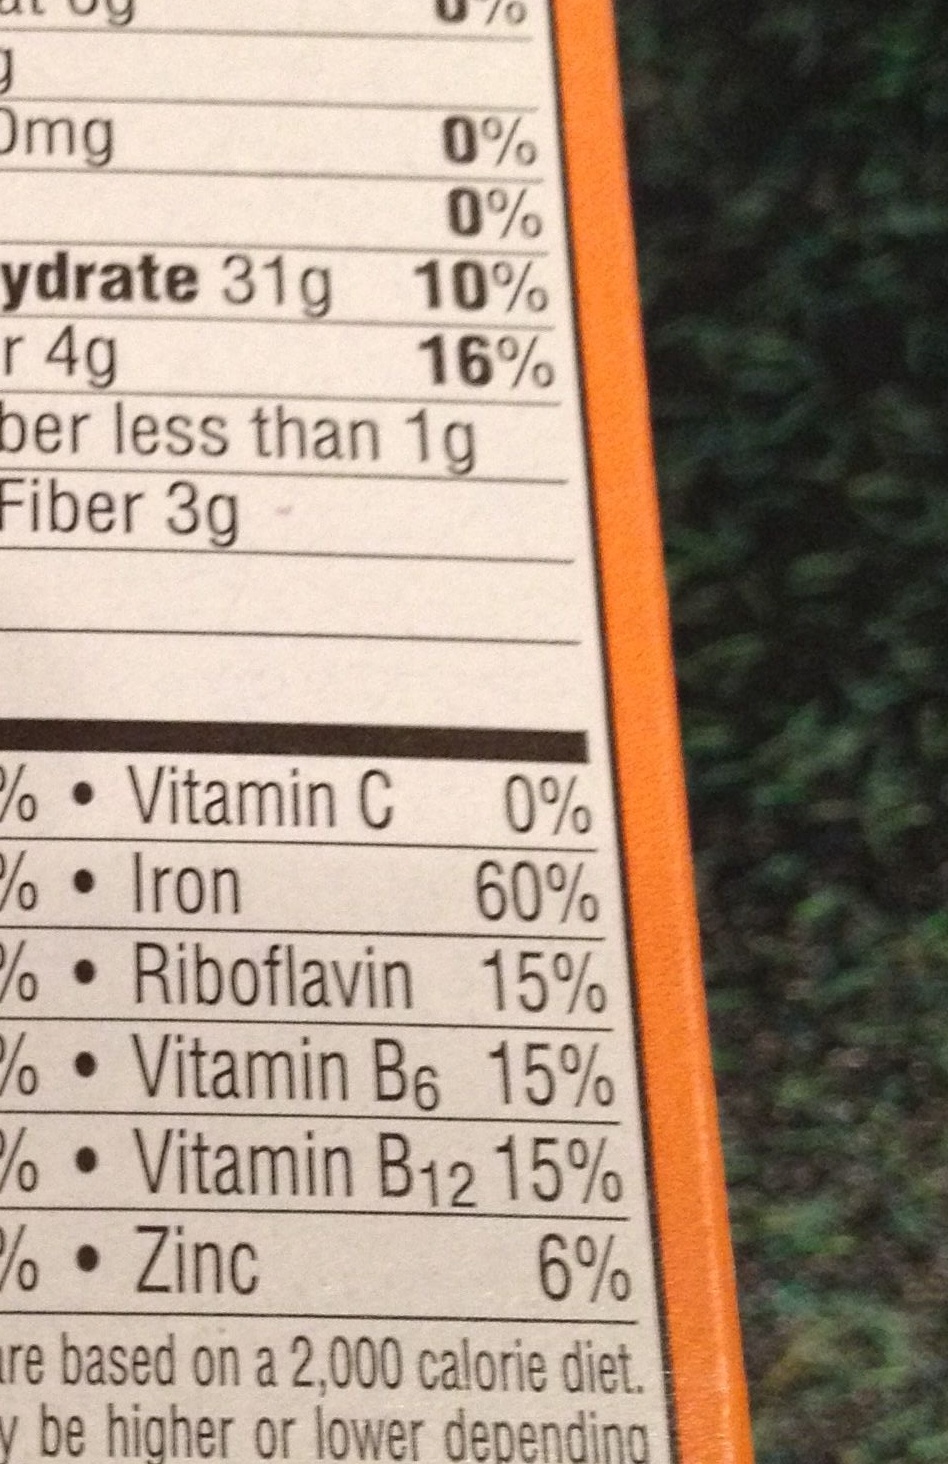 0%
g
0mg 0%
0%
ydrate 31g 10%
r 4g 16%
ber less than 1g
Fiber 3g
% • Vitamin C 0%
% • Iron 60%
% • Riboflavin 15%
% • Vitamin B6 15%
% • Vitamin B12 15%
% • Zinc 6%
are based on a 2,000 calorie diet.
y be higher or lower depending